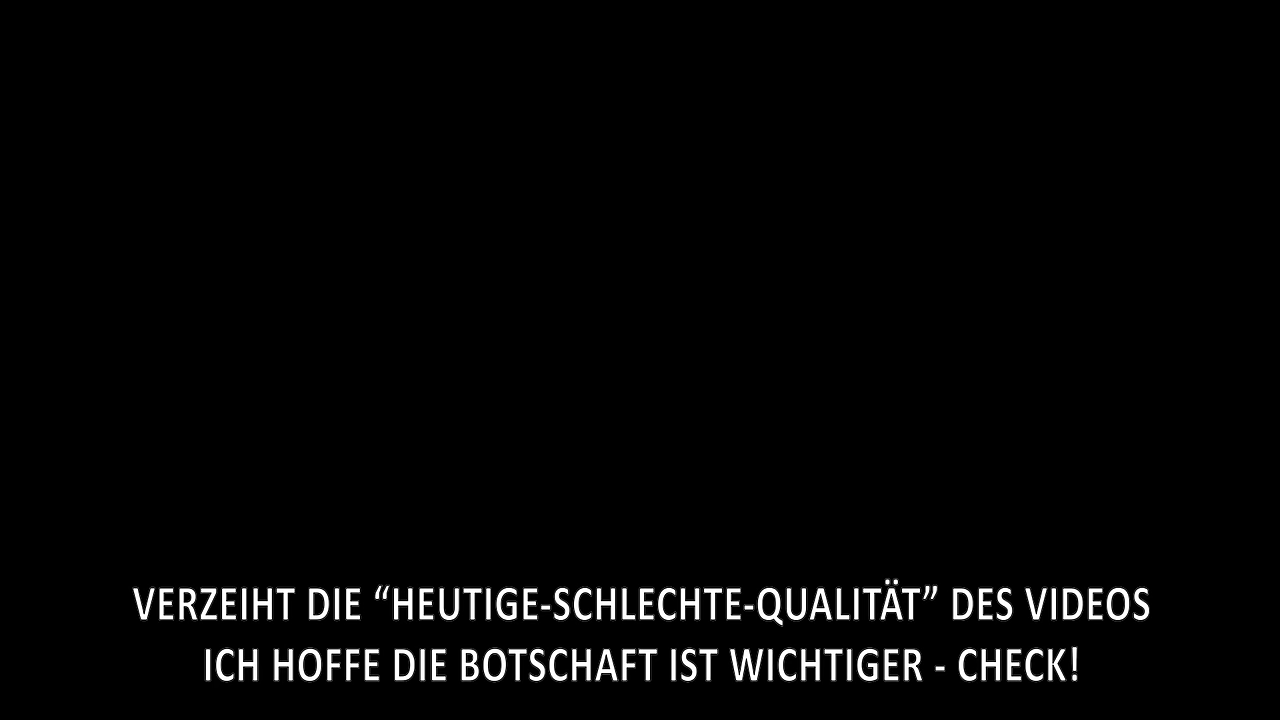 VERZEIHT DIE “HEUTIGE-SCHLECHTE-QUALITÄT” DES VIDEOS
ICH HOFFE DIE BOTSCHAFT IST WICHTIGER - CHECK!